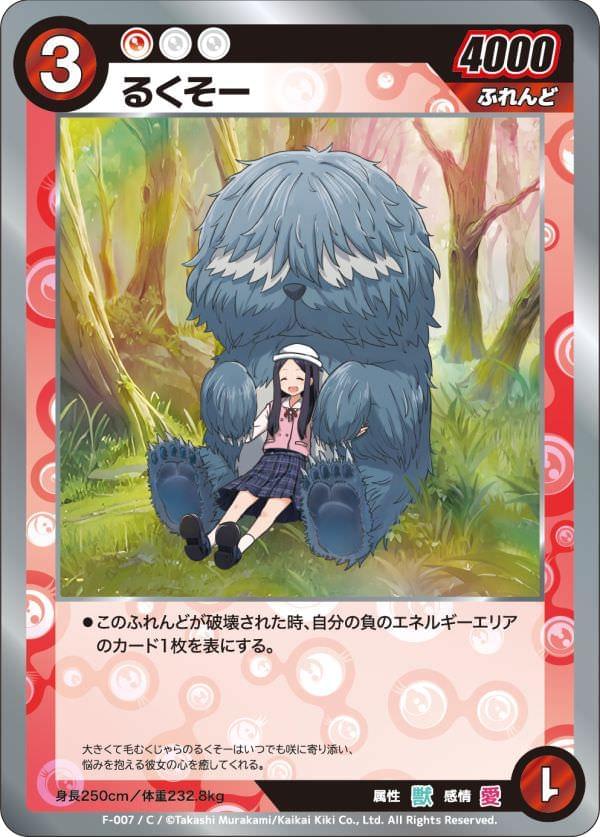 3
るくそー
4000
ふれんど
●このふれんどが破壊された時、自分の負のエネルギーエリア
のカード1枚を表にする。
大きくて毛むくじゃらのるくそーはいつでも咲に寄り添い、
悩みを抱える彼女の心を癒してくれる。
身長250cm/体重232.8kg
属性 獣 感情 愛
1
F-007 / C / ©Takashi Murakami/Kaikai Kiki Co., Ltd. All Rights Reserved.